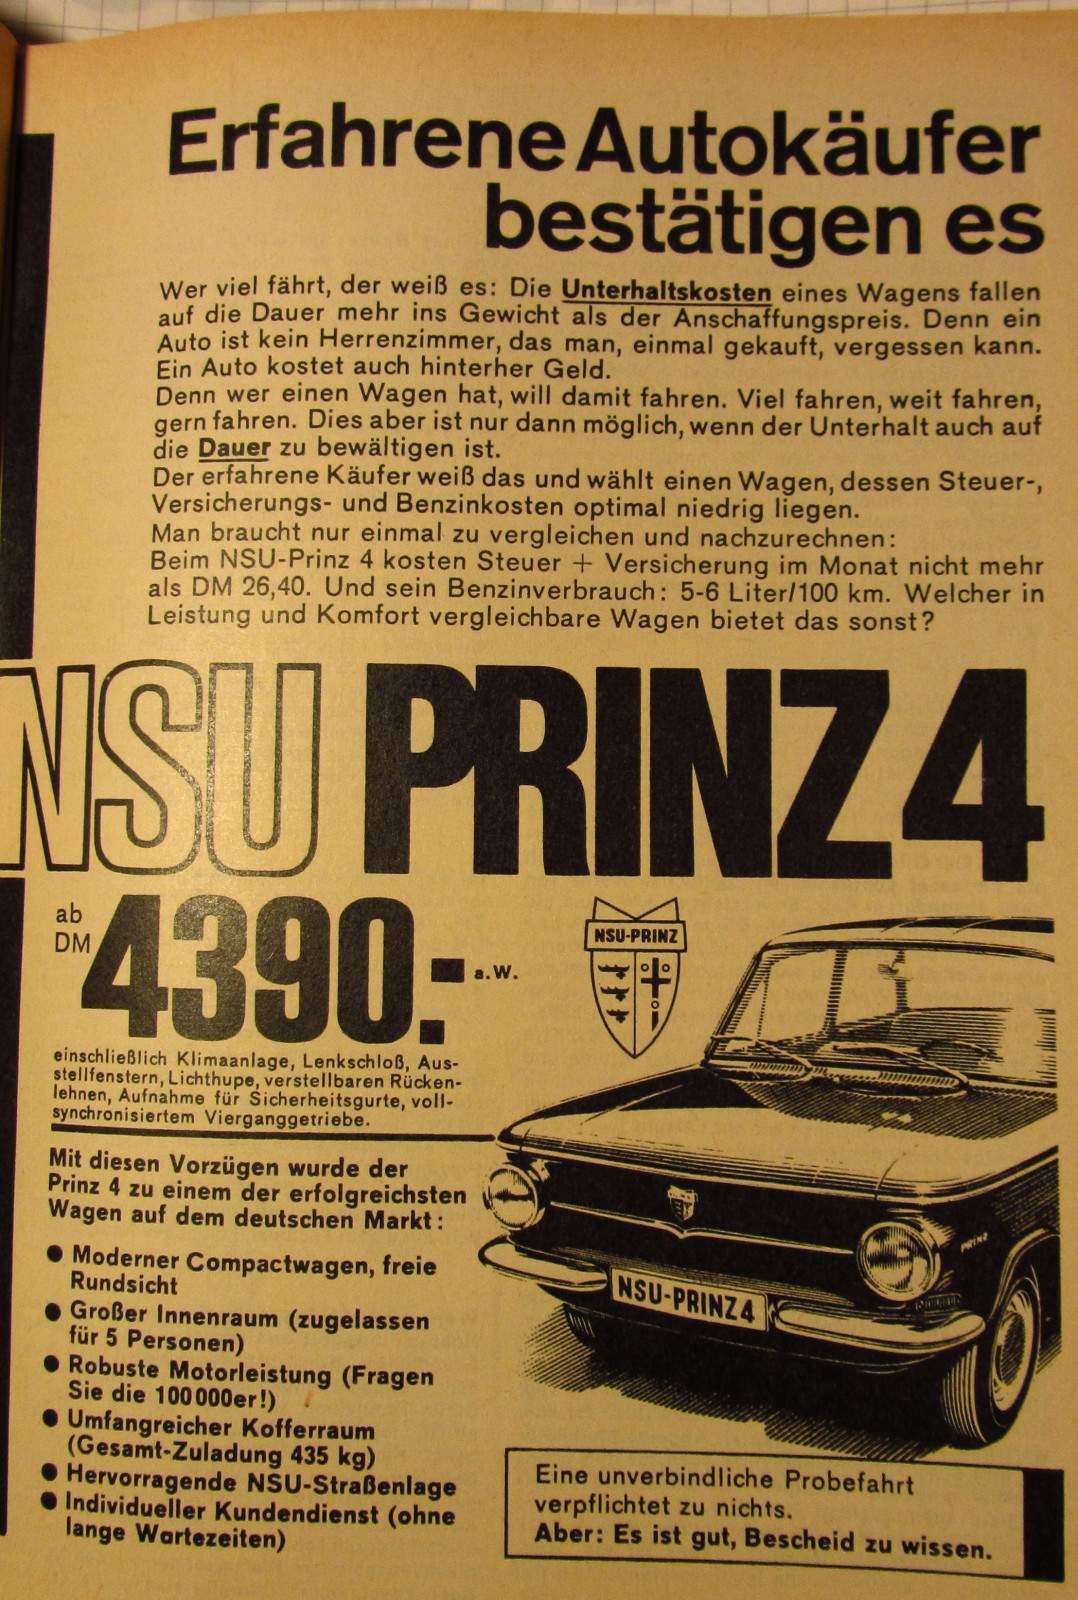 Erfahrene Autokäufer
bestätigen es
Wer viel fährt, der weiß es: Die Unterhaltskosten eines Wagens fallen
auf die Dauer mehr ins Gewicht als der Anschaffungspreis. Denn ein
Auto ist kein Herrenzimmer, das man, einmal gekauft, vergessen kann.
Ein Auto kostet auch hinterher Geld.
Denn wer einen Wagen hat, will damit fahren. Viel fahren, weit fahren,
gern fahren. Dies aber ist nur dann möglich, wenn der Unterhalt auch auf
die Dauer zu bewältigen ist.
Der erfahrene Käufer weiß das und wählt einen Wagen, dessen Steuer-,
Versicherungs- und Benzinkosten optimal niedrig liegen.
Man braucht nur einmal zu vergleichen und nachzurechnen:
Beim NSU-Prinz 4 kosten Steuer + Versicherung im Monat nicht mehr
als DM 26,40. Und sein Benzinverbrauch: 5-6 Liter/100 km. Welcher in
Leistung und Komfort vergleichbare Wagen bietet das sonst?
NSU PRINZ 4
ab
DM 4390.- a.W.
NSU-PRINZ
einschließlich Klimaanlage, Lenkschloß, Aus-
stellfenstern, Lichthupe, verstellbaren Rücken-
lehnen, Aufnahme für Sicherheitsgurte, voll-
synchronisiertem Vierganggetriebe.
Mit diesen Vorzügen wurde der
Prinz 4 zu einem der erfolgreichsten
Wagen auf dem deutschen Markt:
● Moderner Compactwagen, freie
Rundsicht
● Großer Innenraum (zugelassen
für 5 Personen)
● Robuste Motorleistung (Fragen
Sie die 100 000er!)
● Umfangreicher Kofferraum
(Gesamt-Zuladung 435 kg)
● Hervorragende NSU-Straßenlage
● Individueller Kundendienst (ohne
lange Wartezeiten)
PRINZ
NSU-PRINZ 4
Eine unverbindliche Probefahrt
verpflichtet zu nichts.
Aber: Es ist gut, Bescheid zu wissen.